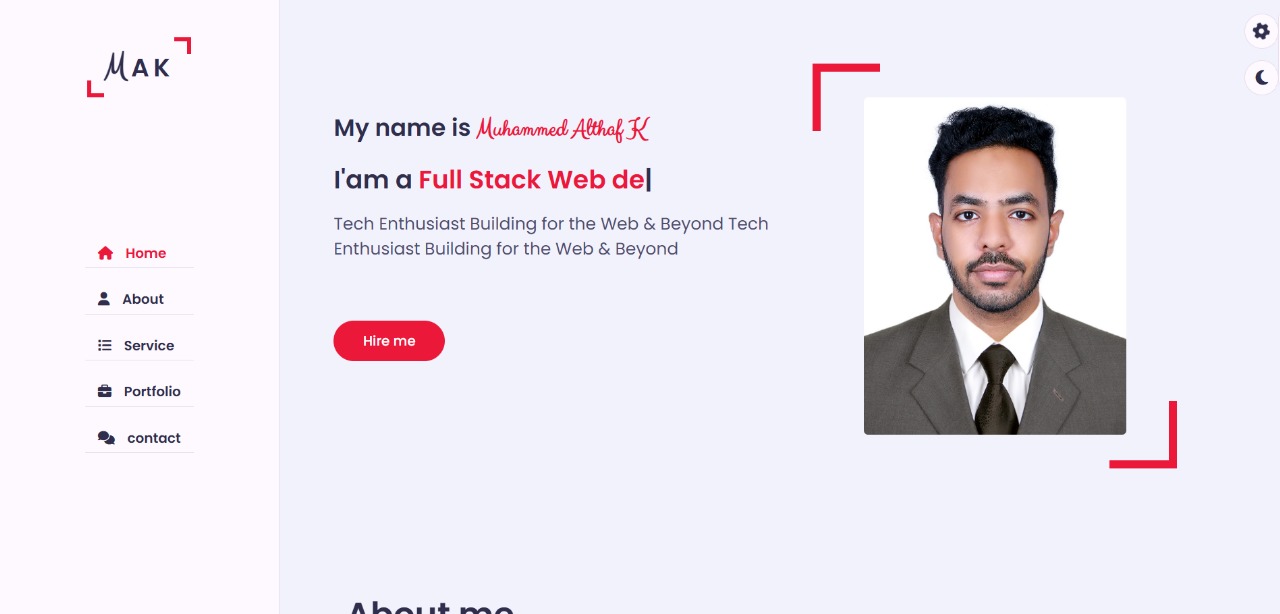 MAK
Home
About
Service
Portfolio
contact
My name is Muhammed Althaf K
I'am a Full Stack Web de|
Tech Enthusiast Building for the Web & Beyond Tech
Enthusiast Building for the Web & Beyond
Hire me
About me